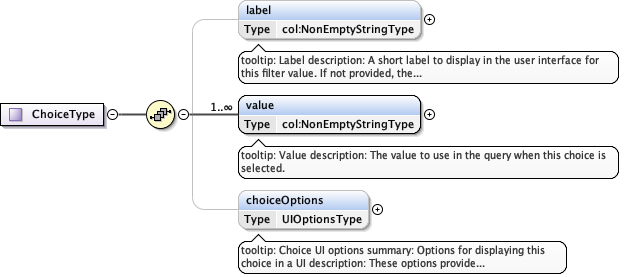 label
Type col:NonEmptyStringType
tooltip: Label description: A short label to display in the user interface for
this filter value. If not provided, the...
ChoiceType
1..∞
value
Type col:NonEmptyStringType
tooltip: Value description: The value to use in the query when this choice is
selected.
choiceOptions
Type UIOptionsType
tooltip: Choice UI options summary: Options for displaying this
choice in a UI description: These options provide...